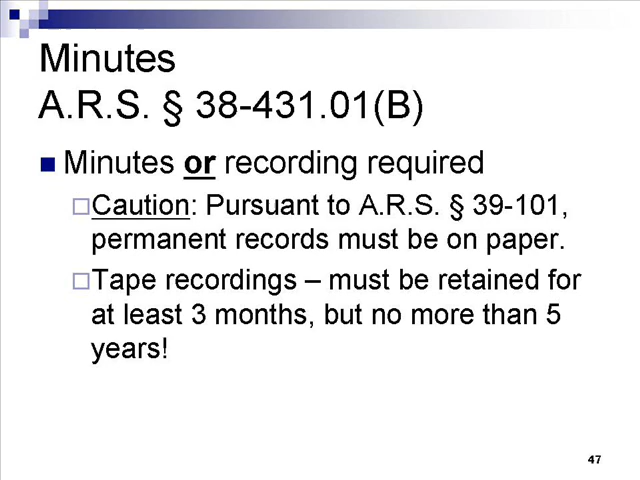 Minutes
A.R.S. § 38-431.01(B)
Minutes or recording required
Caution: Pursuant to A.R.S. § 39-101,
permanent records must be on paper.
Tape recordings – must be retained for
at least 3 months, but no more than 5
years!
47